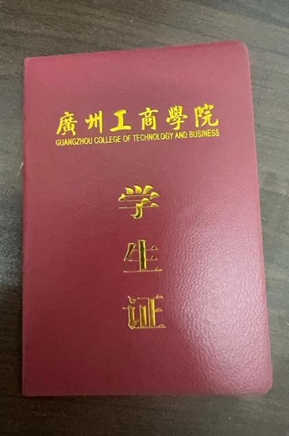 廣州工商學院
GUANGZHOU COLLEGE OF TECHNOLOGY AND BUSINESS
学
生
证